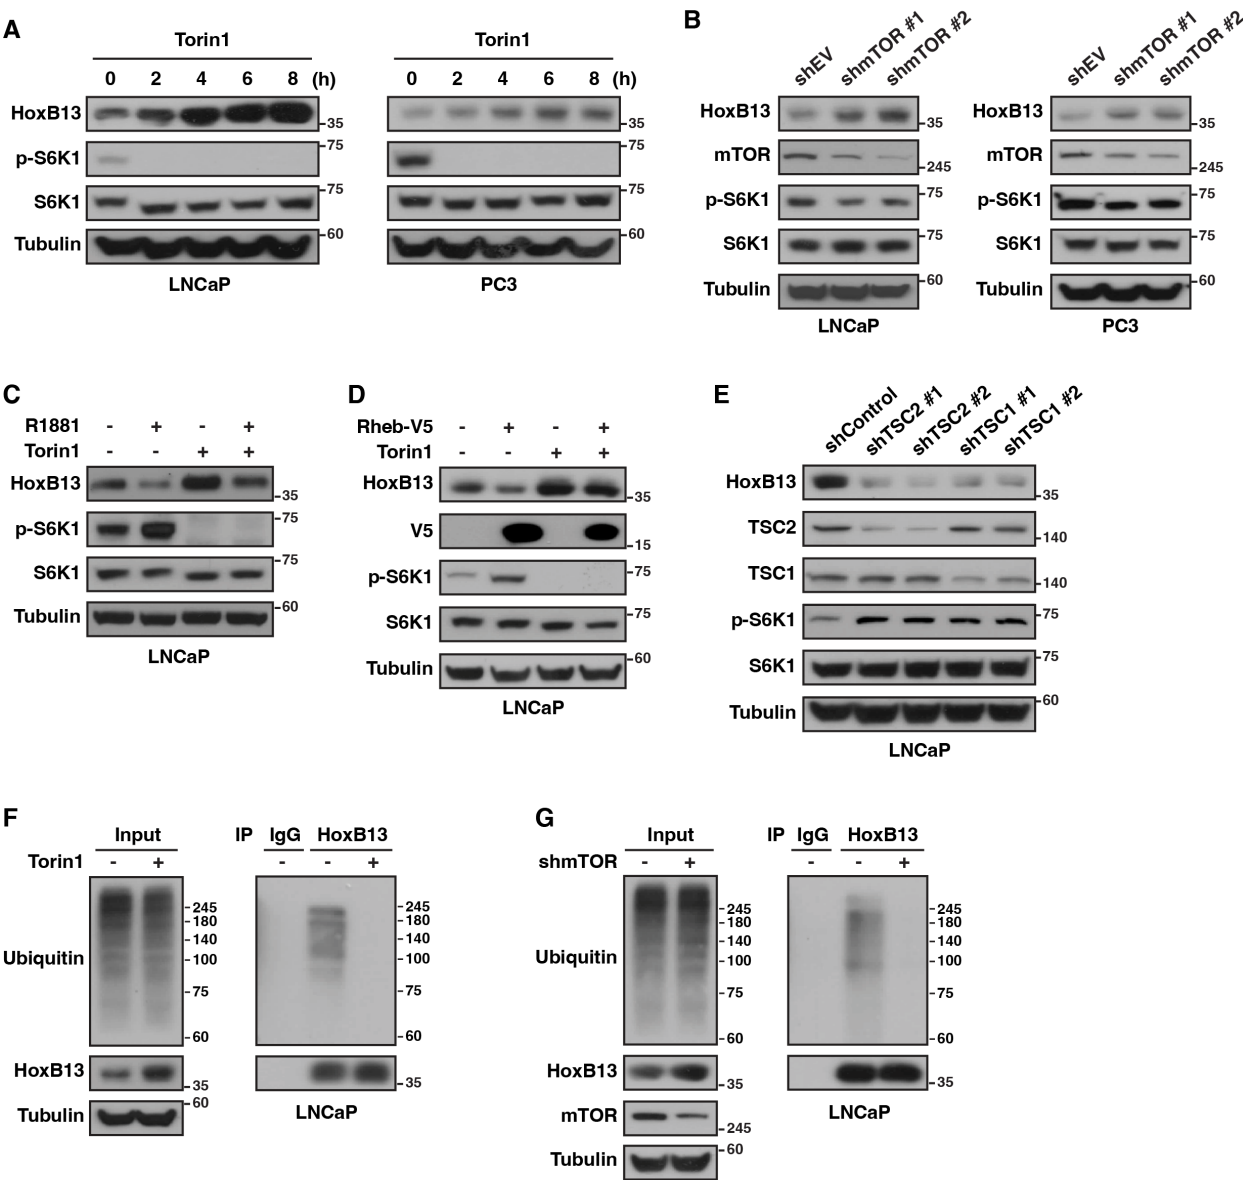 A
Torin1
0 2 4 6 8 (h)
HoxB13
p-S6K1
S6K1
Tubulin
-35
-75
-75
-60
LNCaP
Torin1
0 2 4 6 8 (h)
-35
-75
-75
-60
PC3
B
shEV shmTOR #1 shmTOR #2
HoxB13
mTOR
p-S6K1
S6K1
Tubulin
-35
-245
-75
-75
-60
LNCaP
shEV shmTOR #1 shmTOR #2
HoxB13
mTOR
p-S6K1
S6K1
Tubulin
-35
-245
-75
-75
-60
PC3
C
R1881 - + - +
Torin1 - - + +
HoxB13
p-S6K1
S6K1
Tubulin
-35
-75
-75
-60
LNCaP
D
Rheb-V5 - + - +
Torin1 - - + +
HoxB13
V5
p-S6K1
S6K1
Tubulin
-35
-15
-75
-75
-60
LNCaP
E
shControl shTSC2 #1 shTSC2 #2 shTSC1 #1 shTSC1 #2
HoxB13
TSC2
TSC1
p-S6K1
S6K1
Tubulin
-35
-140
-140
-75
-75
-60
LNCaP
F
Input
Torin1 - +
Ubiquitin
HoxB13
Tubulin
-245
-180
-140
-100
-75
-60
-35
-60
IP IgG HoxB13
- - +
-245
-180
-140
-100
-75
-60
-35
LNCaP
G
Input
shmTOR - +
Ubiquitin
HoxB13
mTOR
Tubulin
-245
-180
-140
-100
-75
-60
-35
-245
-60
IP IgG HoxB13
- - +
-245
-180
-140
-100
-75
-60
-35
LNCaP